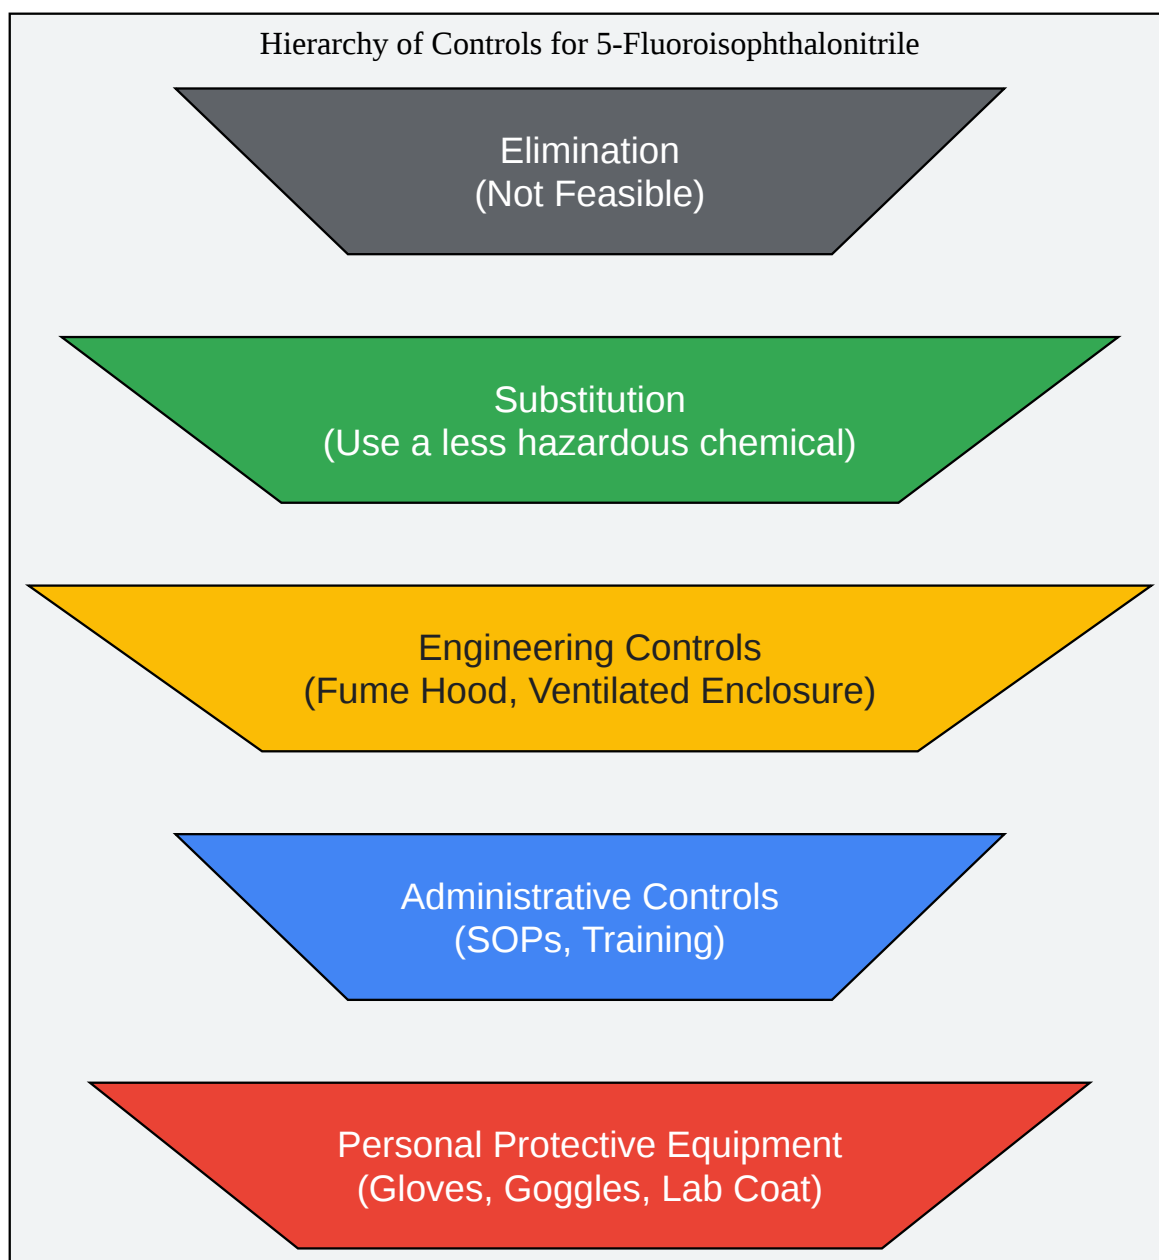 Hierarchy of Controls for 5-Fluoroisophthalonitrile
Elimination
(Not Feasible)
Substitution
(Use a less hazardous chemical)
Engineering Controls
(Fume Hood, Ventilated Enclosure)
Administrative Controls
(SOPs, Training)
Personal Protective Equipment
(Gloves, Goggles, Lab Coat)